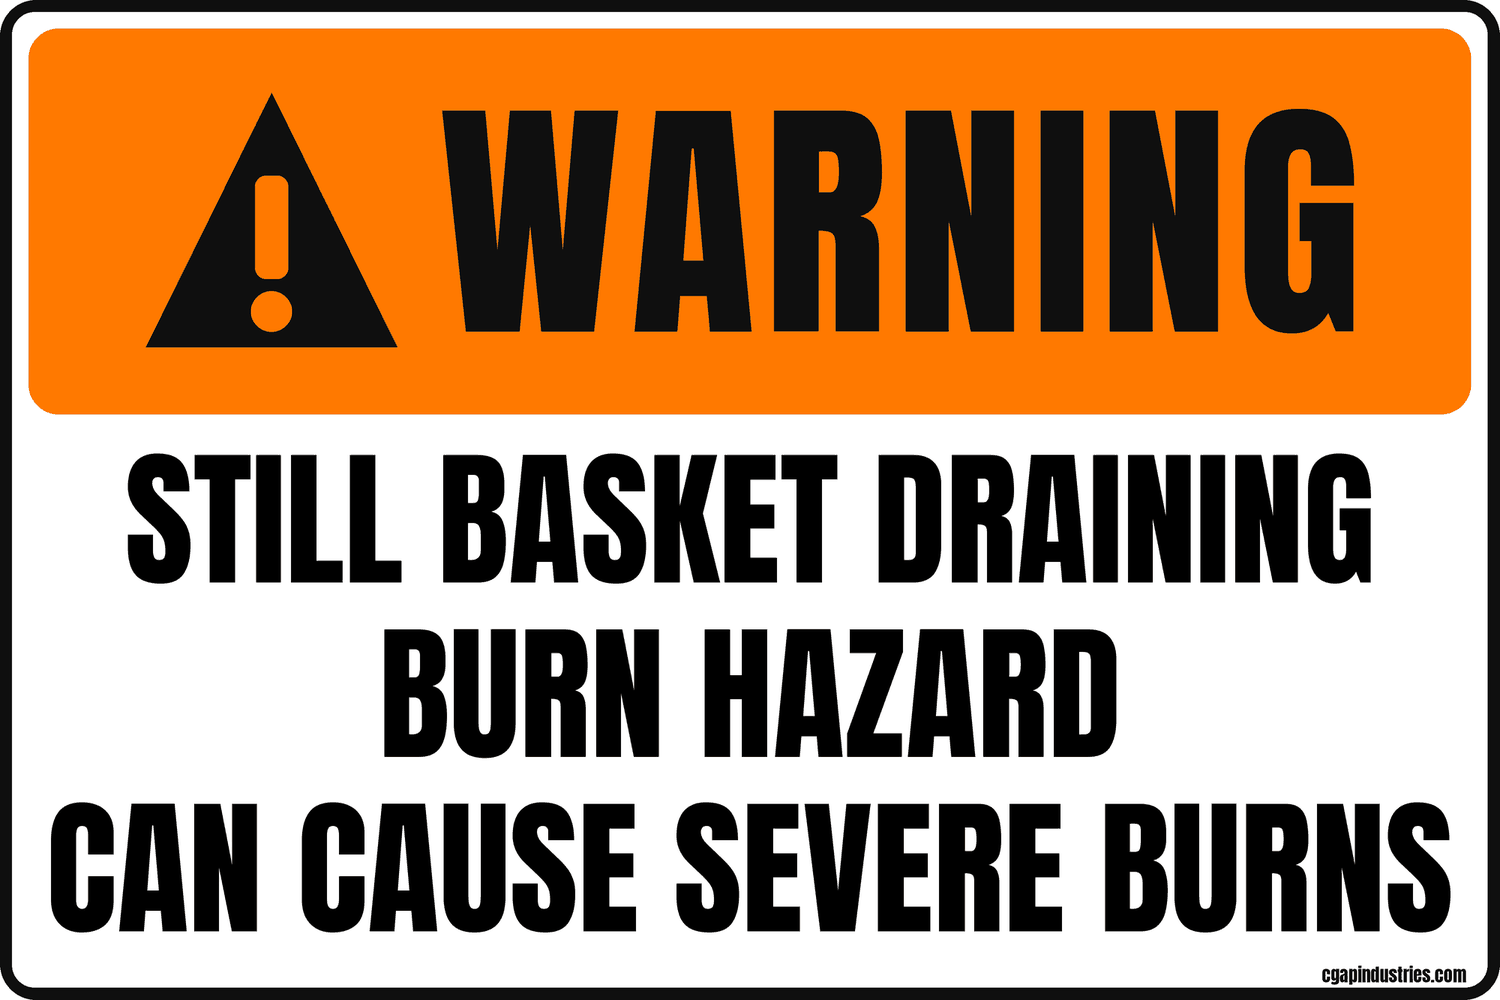 WARNING
STILL BASKET DRAINING
BURN HAZARD
CAN CAUSE SEVERE BURNS
cgapindustries.com